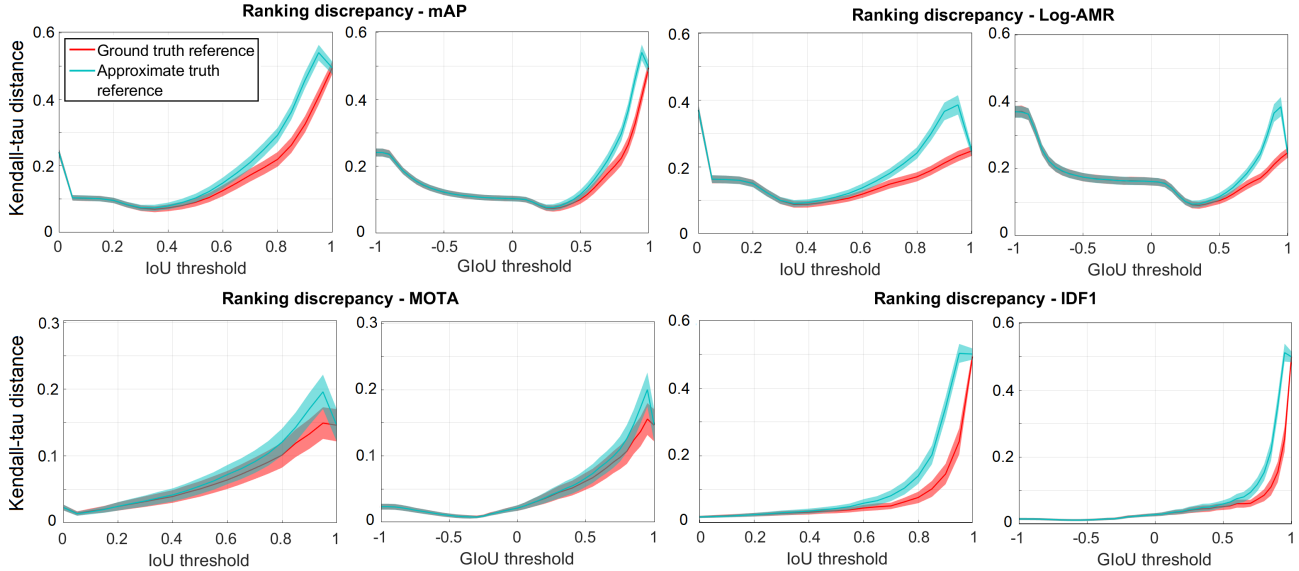 Ranking discrepancy - mAP
Ranking discrepancy - Log-AMR
Kendall-tau distance
0.6
0.4
0.2
0
Ground truth reference
Approximate truth
reference
0 0.2 0.4 0.6 0.8 1
IoU threshold
0.6
0.4
0.2
0
-1 -0.5 0 0.5 1
GIoU threshold
0.6
0.4
0.2
0
0 0.2 0.4 0.6 0.8 1
IoU threshold
0.6
0.4
0.2
0
-1 -0.5 0 0.5 1
GIoU threshold
Ranking discrepancy - MOTA
Ranking discrepancy - IDF1
Kendall-tau distance
0.3
0.2
0.1
0
0 0.2 0.4 0.6 0.8 1
IoU threshold
0.3
0.2
0.1
0
-1 -0.5 0 0.5 1
GIoU threshold
0.6
0.4
0.2
0
0 0.2 0.4 0.6 0.8 1
IoU threshold
0.6
0.4
0.2
0
-1 -0.5 0 0.5 1
GIoU threshold